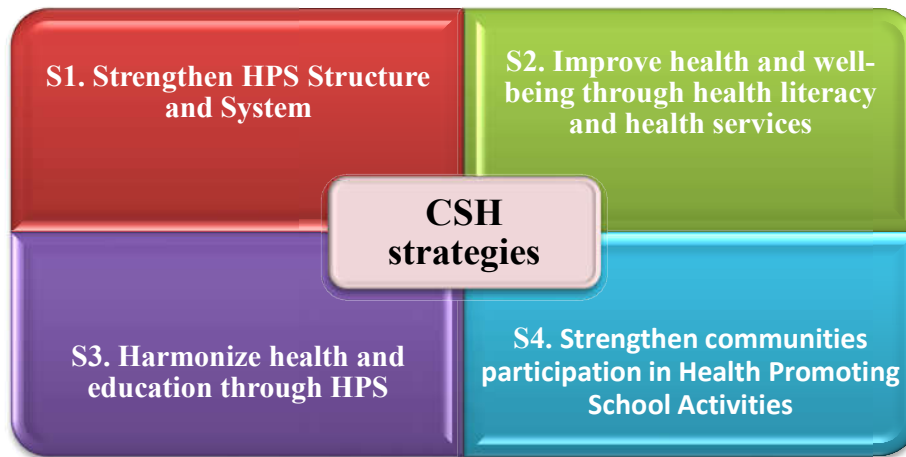 S1. Strengthen HPS Structure
and System
S2. Improve health and well-
being through health literacy
and health services
CSH
strategies
S3. Harmonize health and
education through HPS
S4. Strengthen communities
participation in Health Promoting
School Activities